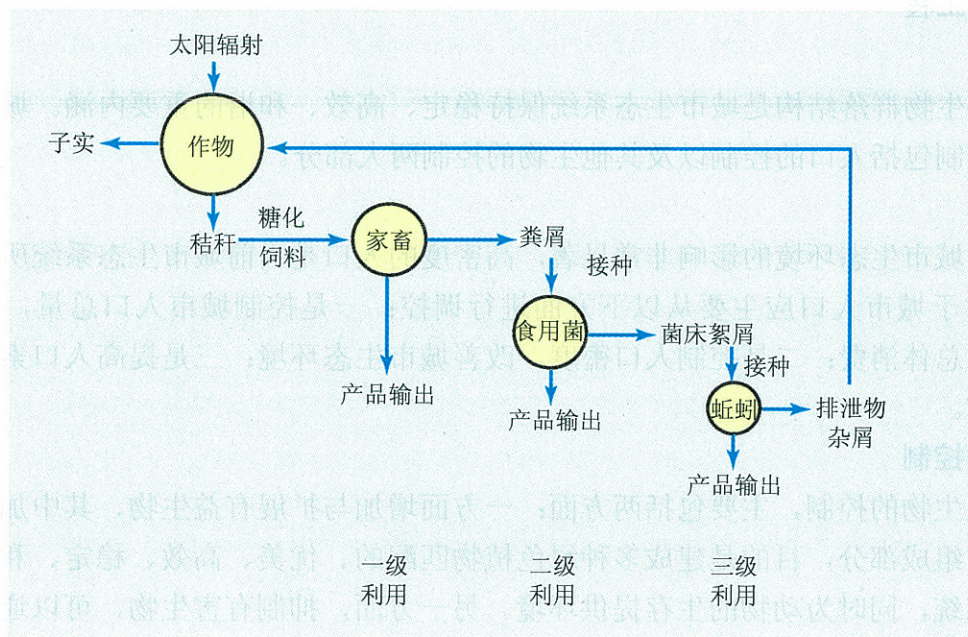 太阳辐射
子实
作物
秸秆
糖化
饲料
家畜
粪屑
接种
食用菌
菌床絮屑
接种
蚯蚓
排泄物
杂屑
产品输出
产品输出
产品输出
一级
利用
二级
利用
三级
利用